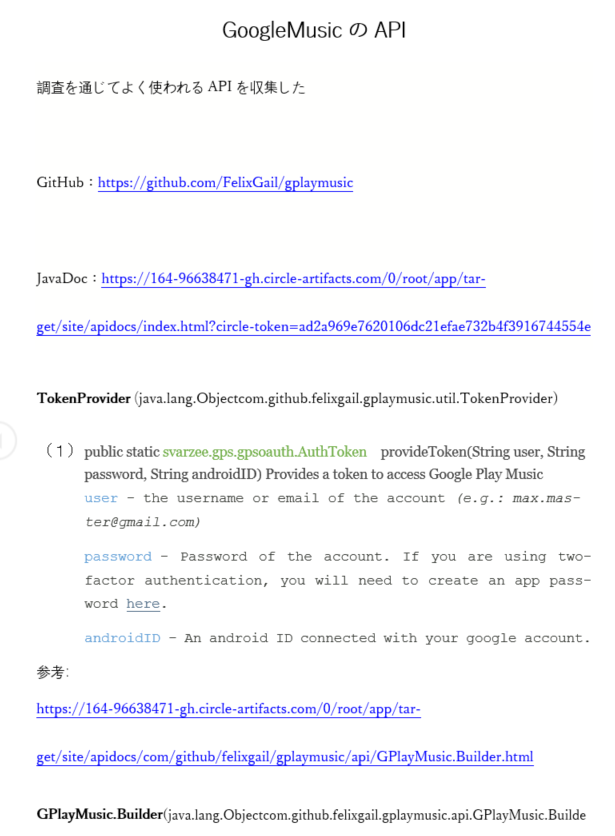 GoogleMusic の API
調査を通じてよく使われる API を収集した
GitHub：https://github.com/FelixGail/gplaymusic
JavaDoc：https://164-96638471-gh.circle-artifacts.com/0/root/app/tar-
get/site/apidocs/index.html?circle-token=ad2a969e7620106dc21efae732b4f3916744554e
TokenProvider (java.lang.Objectcom.github.felixgail.gplaymusic.util.TokenProvider)
（1）public static svarzee.gps.gpsoauth.AuthToken provideToken(String user, String
password, String androidID) Provides a token to access Google Play Music
user – the username or email of the account (e.g.: max.mas-
ter@gmail.com)
password – Password of the account. If you are using two-
factor authentication, you will need to create an app pass-
word here.
androidID – An android ID connected with your google account.
参考:
https://164-96638471-gh.circle-artifacts.com/0/root/app/tar-
get/site/apidocs/com/github/felixgail/gplaymusic/api/GPlayMusic.Builder.html
GPlayMusic.Builder(java.lang.Objectcom.github.felixgail.gplaymusic.api.GPlayMusic.Builde